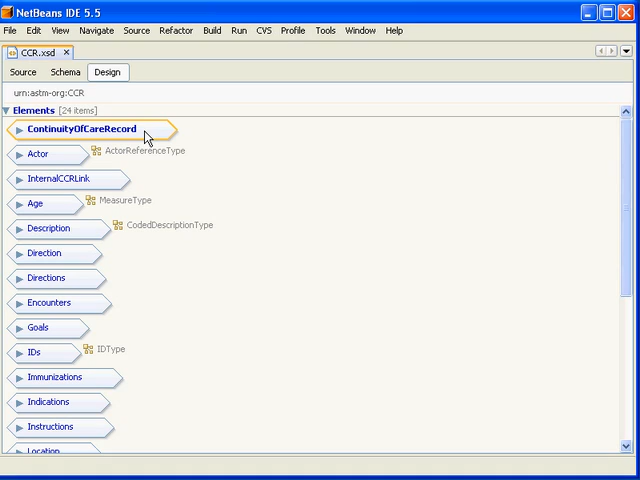 NetBeans IDE 5.5
File Edit View Navigate Source Refactor Build Run CVS Profile Tools Window Help
CCR.xsd
Source Schema Design
urn:astm-org:CCR
Elements [24 items]
ContinuityOfCareRecord
Actor ActorReferenceType
InternalCCRLink
Age MeasureType
Description CodedDescriptionType
Direction
Directions
Encounters
Goals
IDs IDType
Immunizations
Indications
Instructions
Location